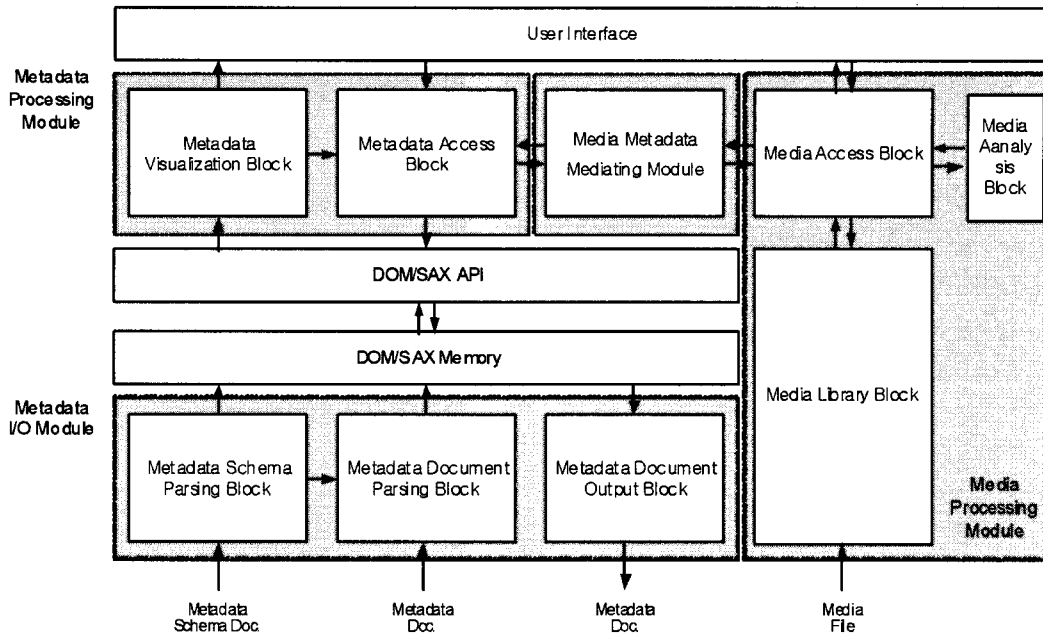 User Interface
Metadata
Processing
Module
Metadata
Visualization Block
Metadata Access
Block
Media Metadata
Mediating Module
Media Access Block
Media
Aanaly
sis
Block
DOM/SAX API
DOM/SAX Memory
Metadata
I/O Module
Metadata Schema
Parsing Block
Metadata Document
Parsing Block
Metadata Document
Output Block
Media Library Block
Media
Processing
Module
Metadata
Schema Doc.
Metadata
Doc.
Metadata
Doc.
Media
File